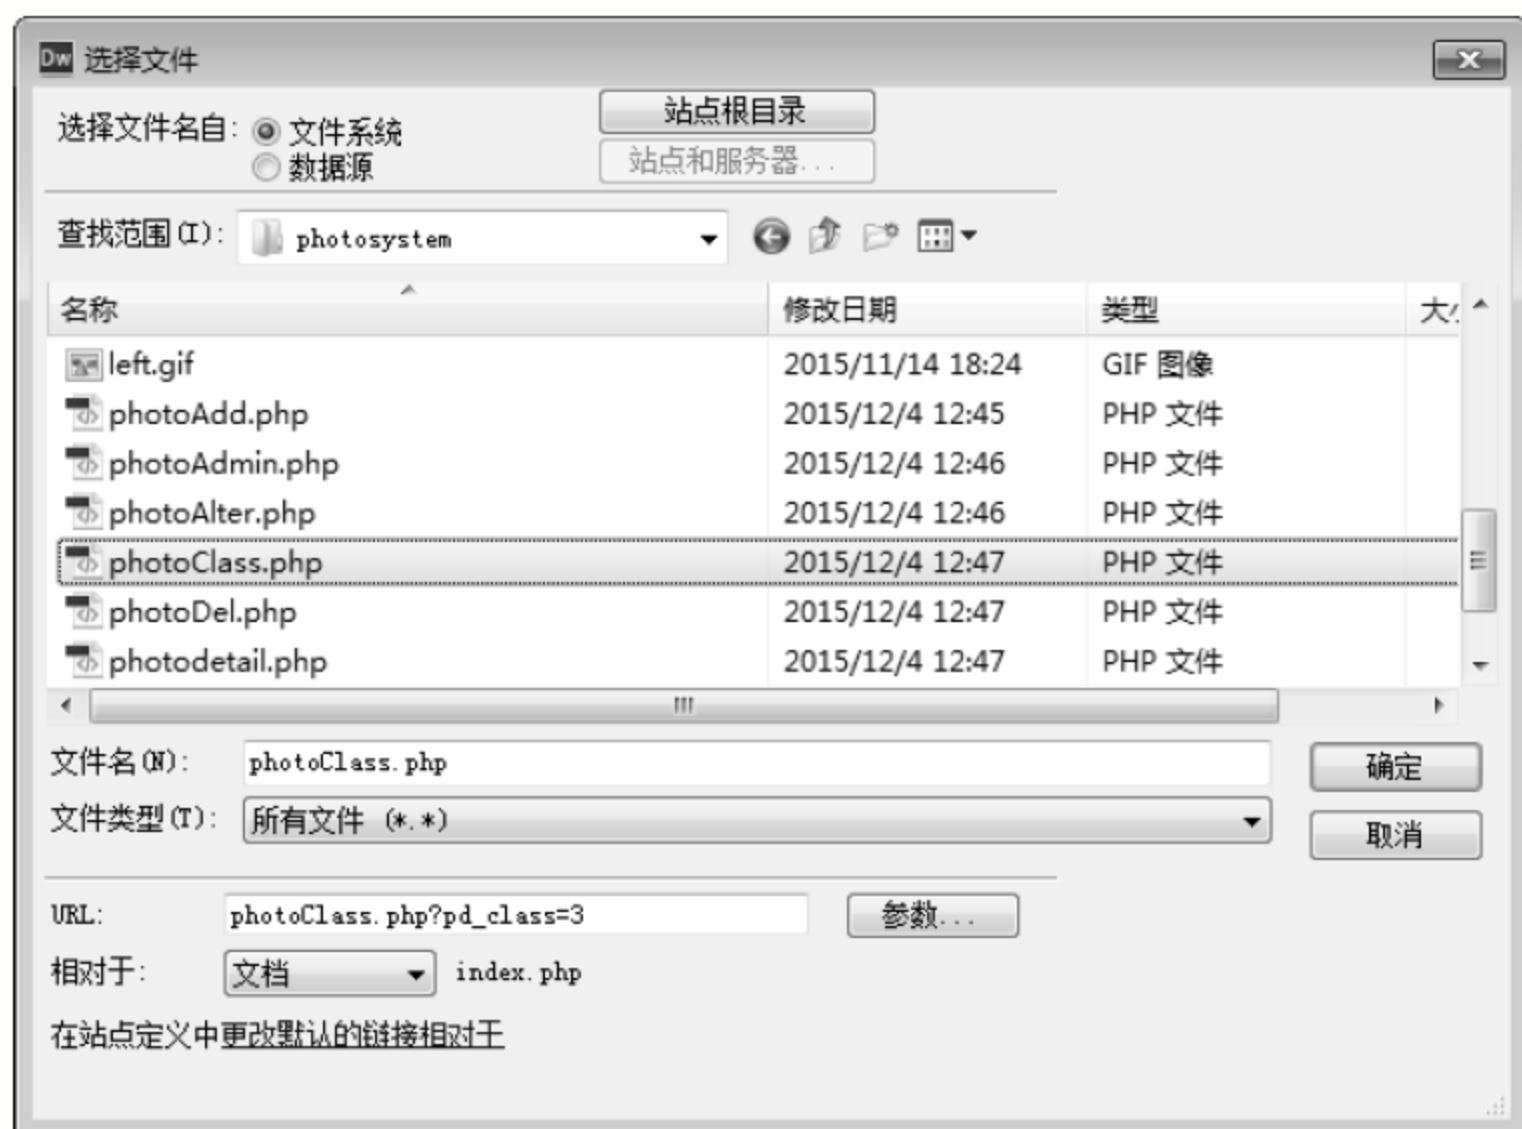 Dw 选择文件
选择文件名自: 文件系统 站点根目录
数据源 站点和服务器...
查找范围(I): photosystem
名称 修改日期 类型
left.gif 2015/11/14 18:24 GIF 图像
photoAdd.php 2015/12/4 12:45 PHP 文件
photoAdmin.php 2015/12/4 12:46 PHP 文件
photoAlter.php 2015/12/4 12:46 PHP 文件
photoClass.php 2015/12/4 12:47 PHP 文件
photoDel.php 2015/12/4 12:47 PHP 文件
photodetail.php 2015/12/4 12:47 PHP 文件
文件名(N): photoClass.php 确定
文件类型(T): 所有文件 (*.*) 取消
URL: photoClass.php?pd_class=3 参数...
相对于: 文档 index.php
在站点定义中更改默认的链接相对于